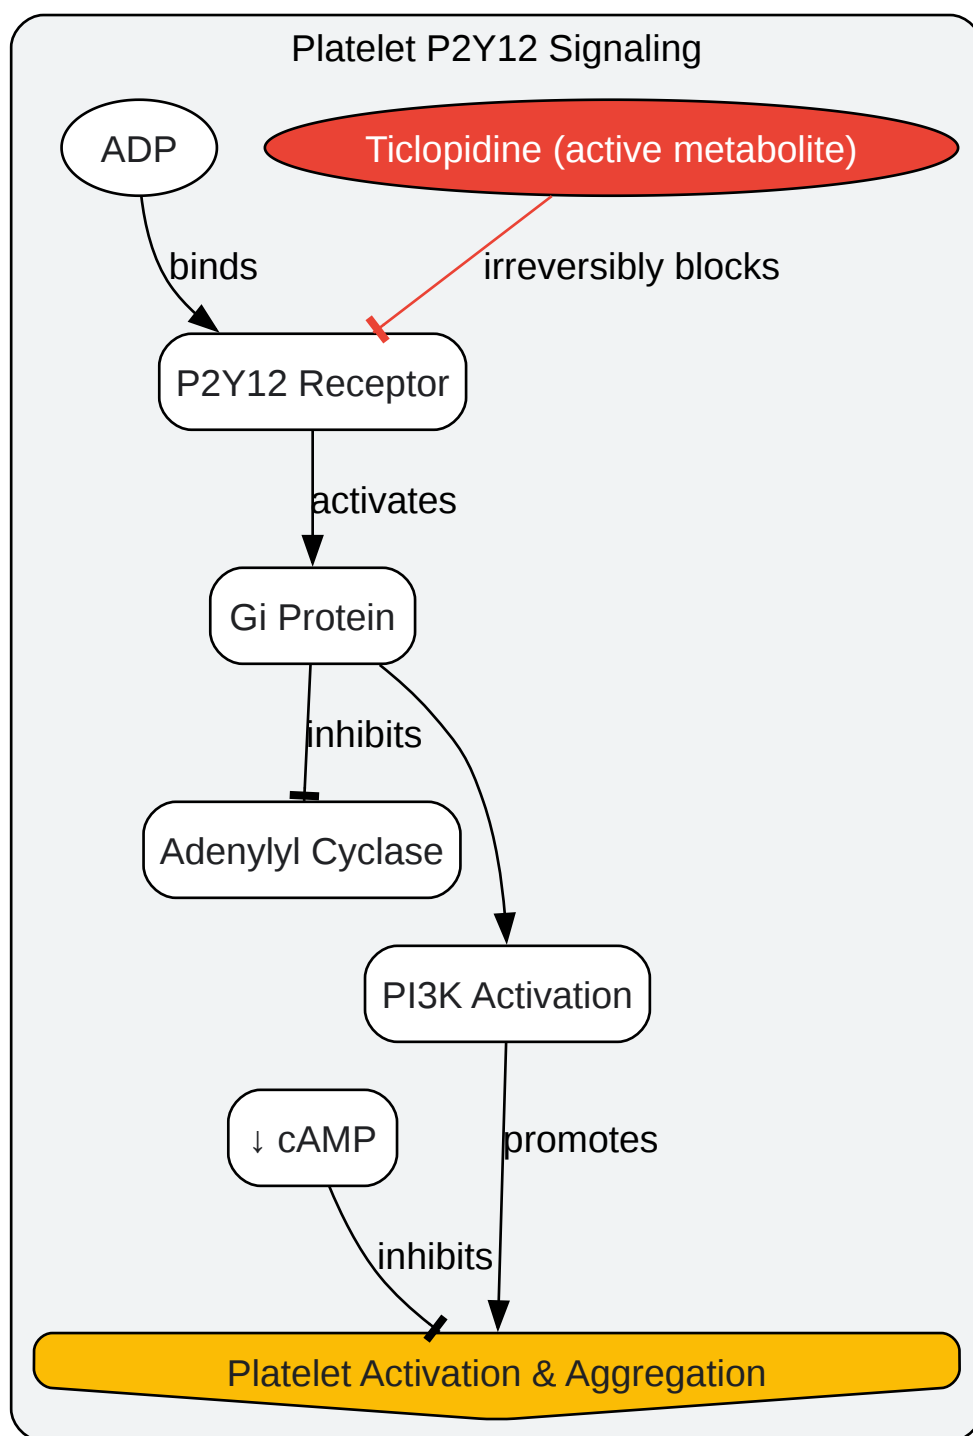 Platelet P2Y12 Signaling
ADP
Ticlopidine (active metabolite)
binds
irreversibly blocks
P2Y12 Receptor
activates
Gi Protein
inhibits
Adenylyl Cyclase
PI3K Activation
↓ cAMP
promotes
inhibits
Platelet Activation & Aggregation